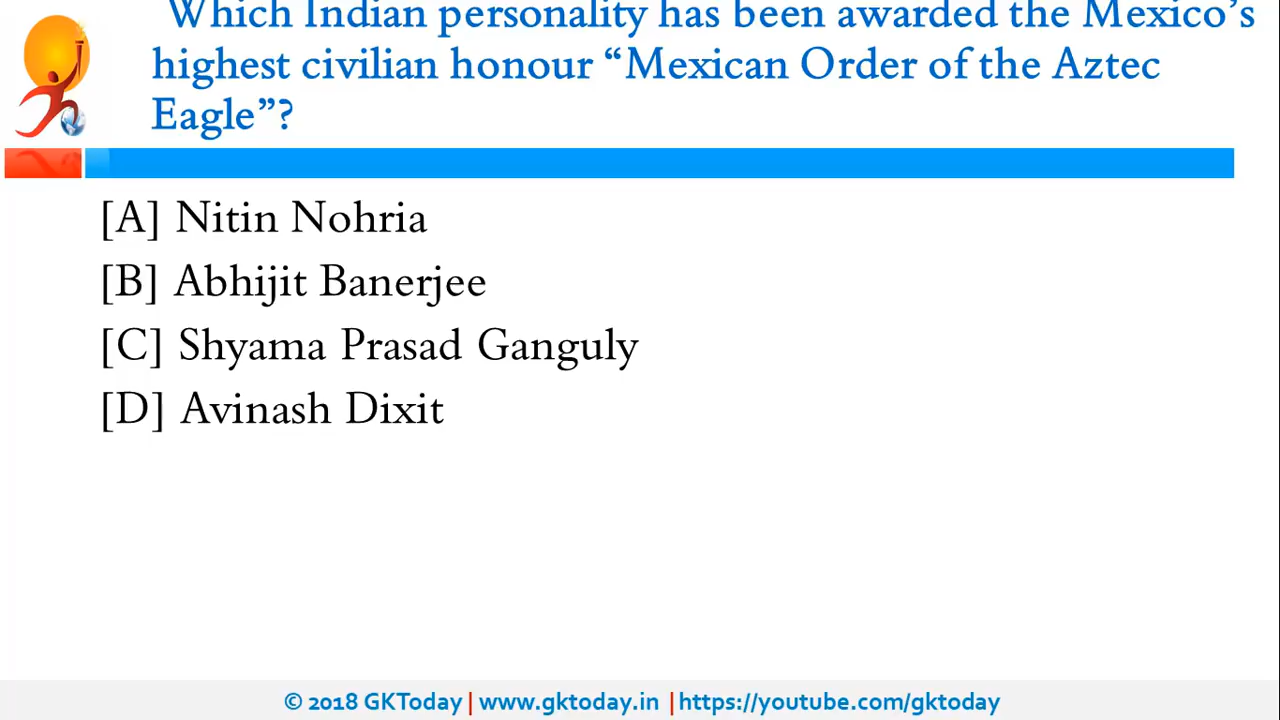 Which Indian personality has been awarded the Mexico’s
highest civilian honour “Mexican Order of the Aztec
Eagle”?
[A] Nitin Nohria
[B] Abhijit Banerjee
[C] Shyama Prasad Ganguly
[D] Avinash Dixit
© 2018 GKToday | www.gktoday.in | https://youtube.com/gktoday